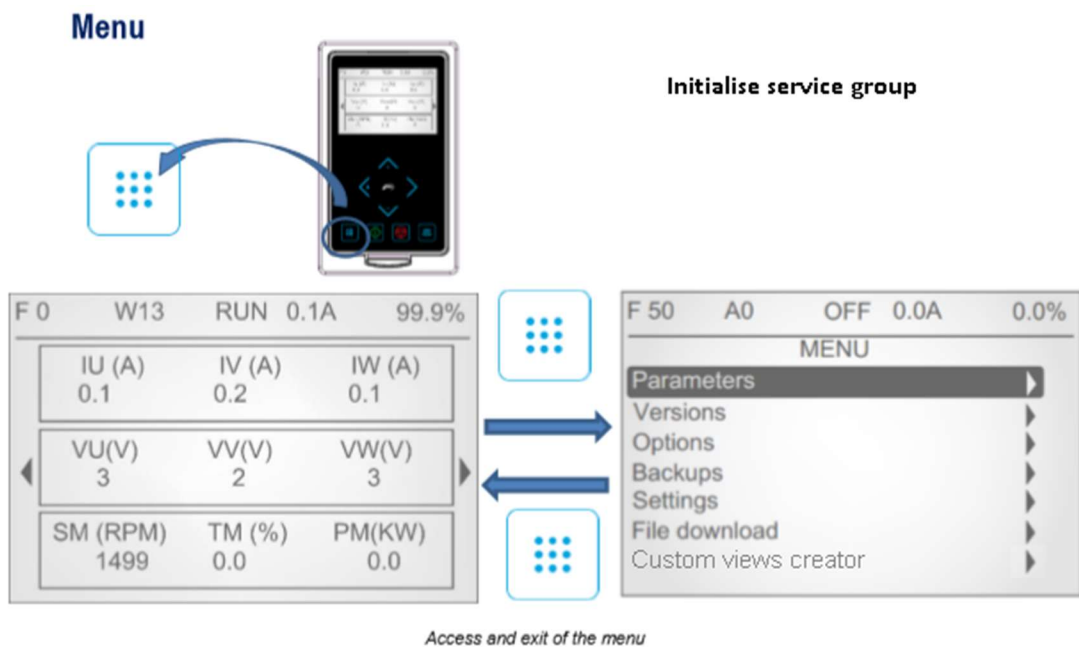 Menu
Initialise service group
F 0 W13 RUN 0.1A 99.9%
IU (A) IV (A) IW (A)
0.1 0.2 0.1
VU(V) VV(V) VW(V)
3 2 3
SM (RPM) TM (%) PM(KW)
1499 0.0 0.0
F 50 A0 OFF 0.0A 0.0%
MENU
Parameters
Versions
Options
Backups
Settings
File download
Custom views creator
Access and exit of the menu